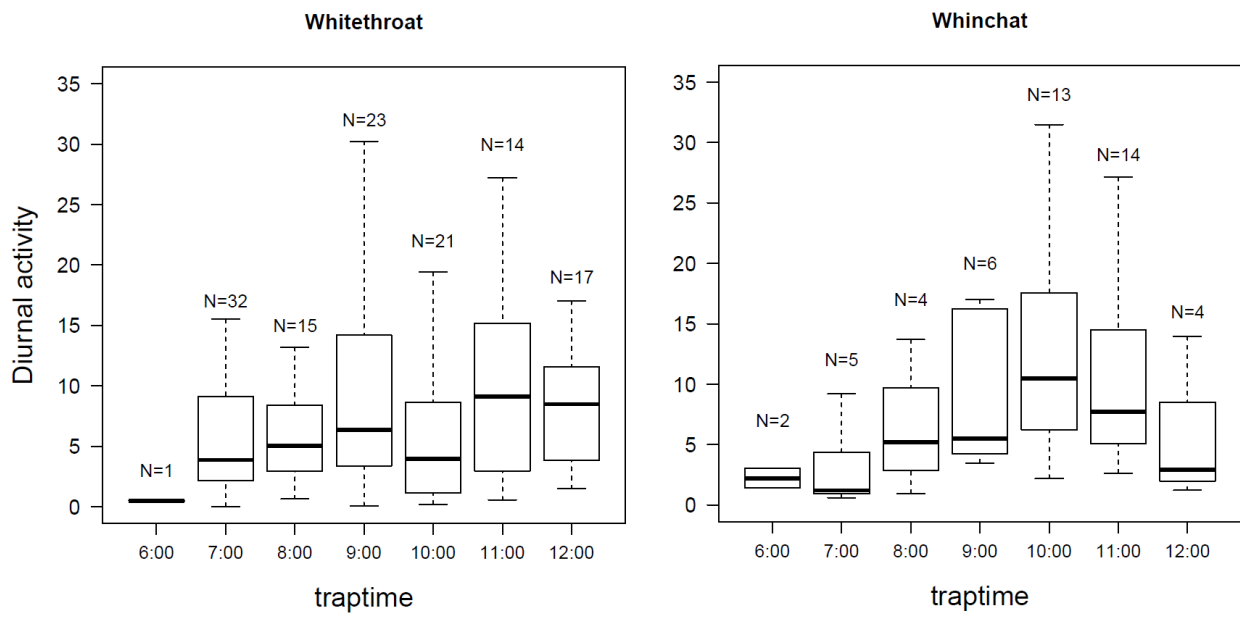 Whitethroat
35
30
25
20
15
10
5
0
Diurnal activity
N=1
N=32
N=15
N=23
N=21
N=14
N=17
6:00 7:00 8:00 9:00 10:00 11:00 12:00
traptime
Whinchat
35
30
25
20
15
10
5
0
N=2
N=5
N=4
N=6
N=13
N=14
N=4
6:00 7:00 8:00 9:00 10:00 11:00 12:00
traptime